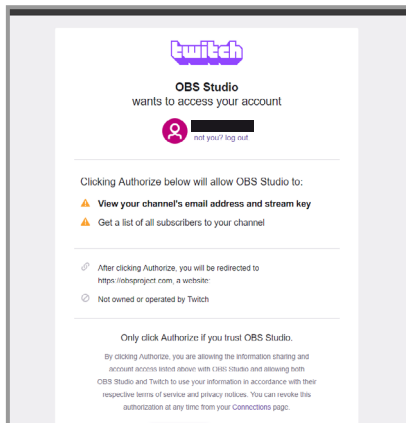 twitch
OBS Studio
wants to access your account
not you? log out
Clicking Authorize below will allow OBS Studio to:
View your channel's email address and stream key
Get a list of all subscribers to your channel
After clicking Authorize, you will be redirected to
https://obsproject.com, a website:
Not owned or operated by Twitch
Only click Authorize if you trust OBS Studio.
By clicking Authorize, you are allowing the information sharing and
account access listed above with OBS Studio and allowing both
OBS Studio and Twitch to use your information in accordance with their
respective terms of service and privacy notices. You can revoke this
authorization at any time from your Connections page.